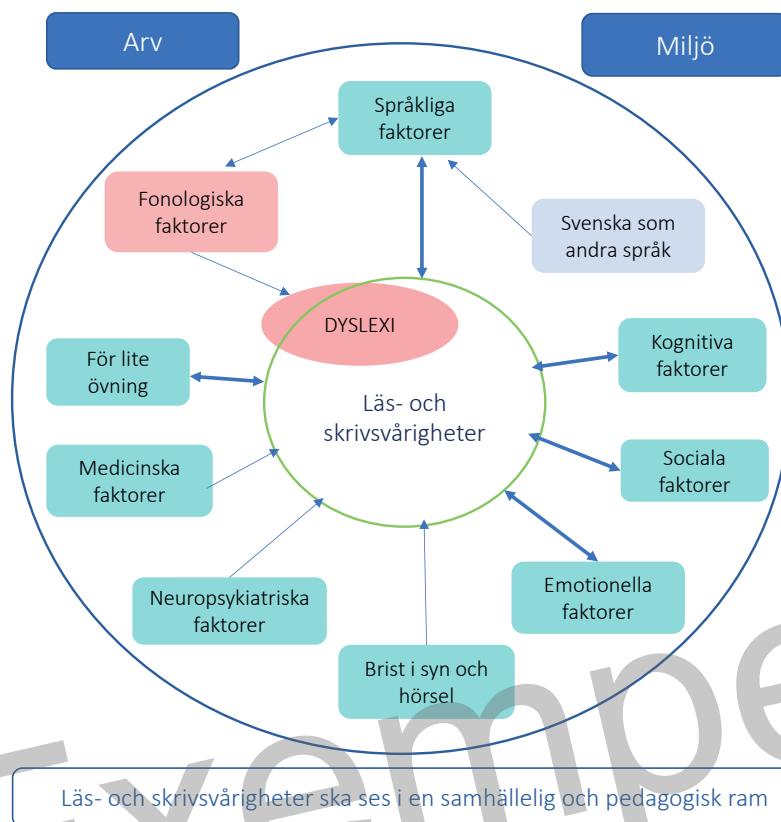 Arv
Miljö
Språkliga
faktorer
Fonologiska
faktorer
Svenska som
andra språk
DYSLEXI
För lite
övning
Kognitiva
faktorer
Läs- och
skrivsvårigheter
Medicinska
faktorer
Sociala
faktorer
Neuropsykiatriska
faktorer
Emotionella
faktorer
Brist i syn och
hörsel
Exempe
Läs- och skrivsvårigheter ska ses i en samhällelig och pedagogisk ram